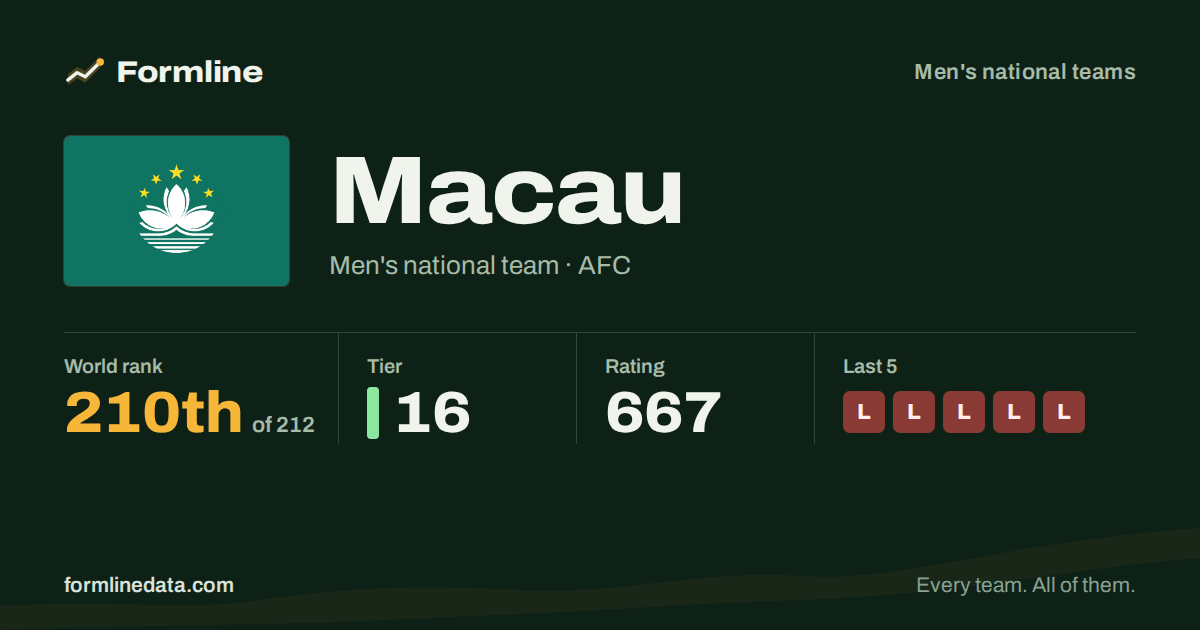 Formline
Men's national teams
Macau
Men's national team · AFC
World rank
210th of 212
Tier
16
Rating
667
Last 5
L L L L L
formlinedata.com
Every team. All of them.